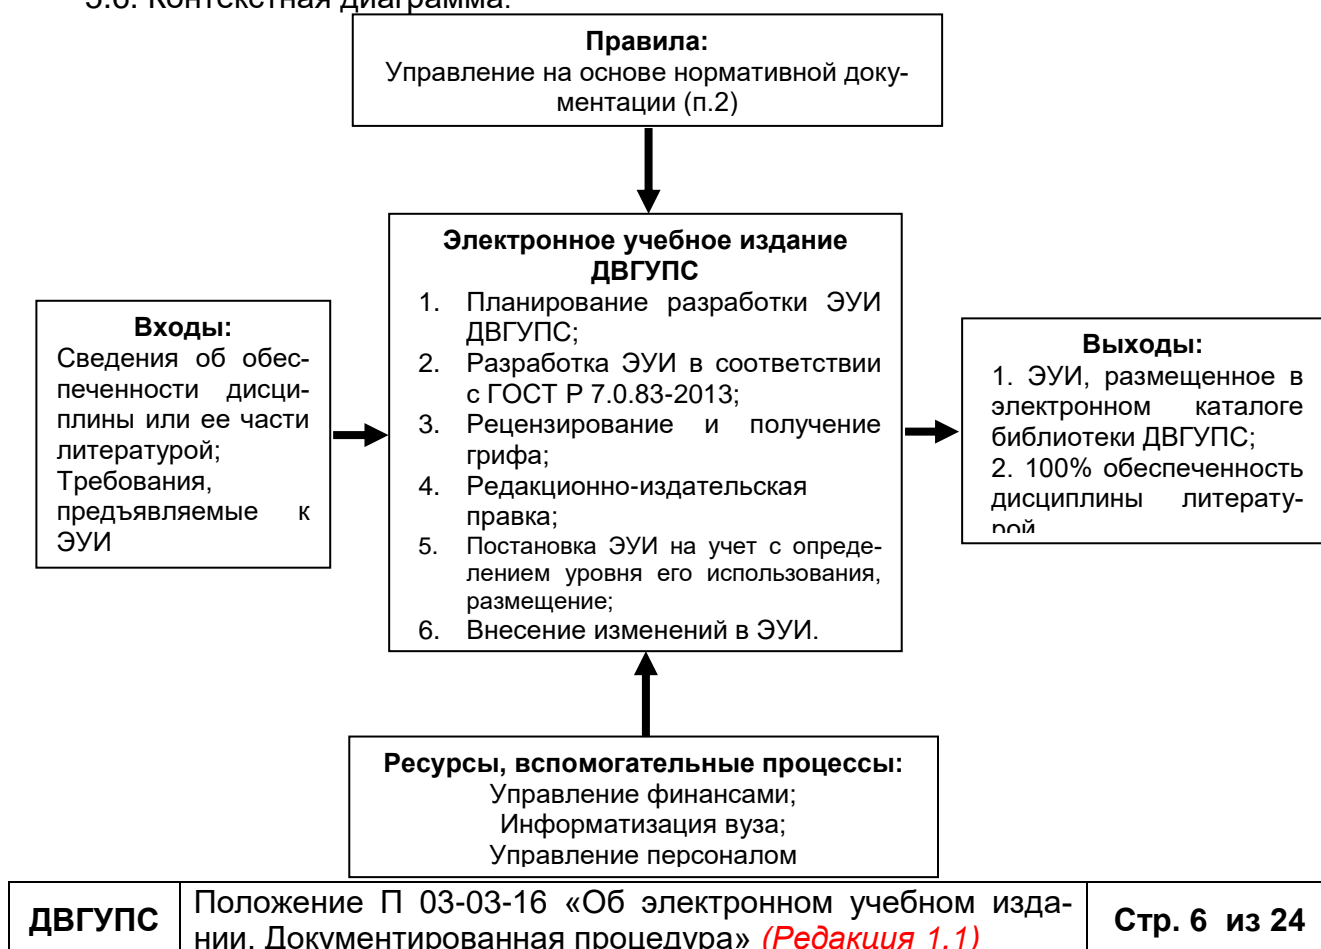 5.6. Контекстная диаграмма.
Правила:
Управление на основе нормативной доку-
ментации (п.2)
Электронное учебное издание
ДВГУПС
1. Планирование разработки ЭУИ
ДВГУПС;
2. Разработка ЭУИ в соответствии
с ГОСТ Р 7.0.83-2013;
3. Рецензирование и получение
грифа;
4. Редакционно-издательская
правка;
5. Постановка ЭУИ на учет с опреде-
лением уровня его использования,
размещение;
6. Внесение изменений в ЭУИ.
Входы:
Сведения об обес-
печенности дисци-
плины или ее части
литературой;
Требования,
предъявляемые к
ЭУИ
Выходы:
1. ЭУИ, размещенное в
электронном каталоге
библиотеки ДВГУПС;
2. 100% обеспеченность
дисциплины литерату-
рой
Ресурсы, вспомогательные процессы:
Управление финансами;
Информатизация вуза;
Управление персоналом
ДВГУПС
Положение П 03-03-16 «Об электронном учебном изда-
нии. Документированная процедура» (Редакция 1.1)
Стр. 6 из 24